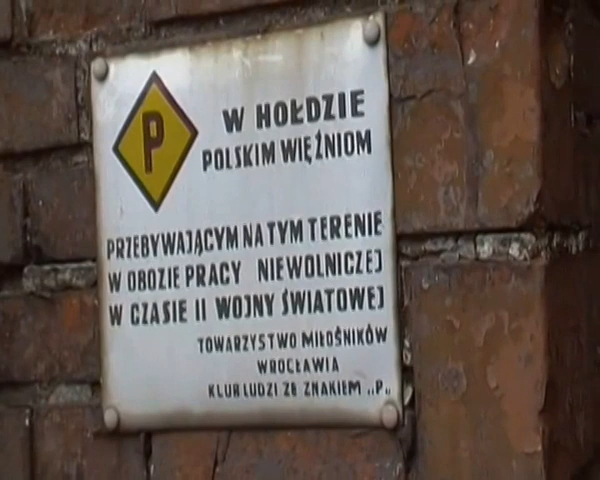 P
W HOŁDZIE
POLSKIM WIĘŹNIOM
PRZEBYWAJĄCYM NA TYM TERENIE
W OBOZIE PRACY NIEWOLNICZEJ
W CZASIE II WOJNY ŚWIATOWEJ
TOWARZYSTWO MIŁOŚNIKÓW
WROCŁAWIA
KLUB LUDZI ZE ZNAKIEM „P„